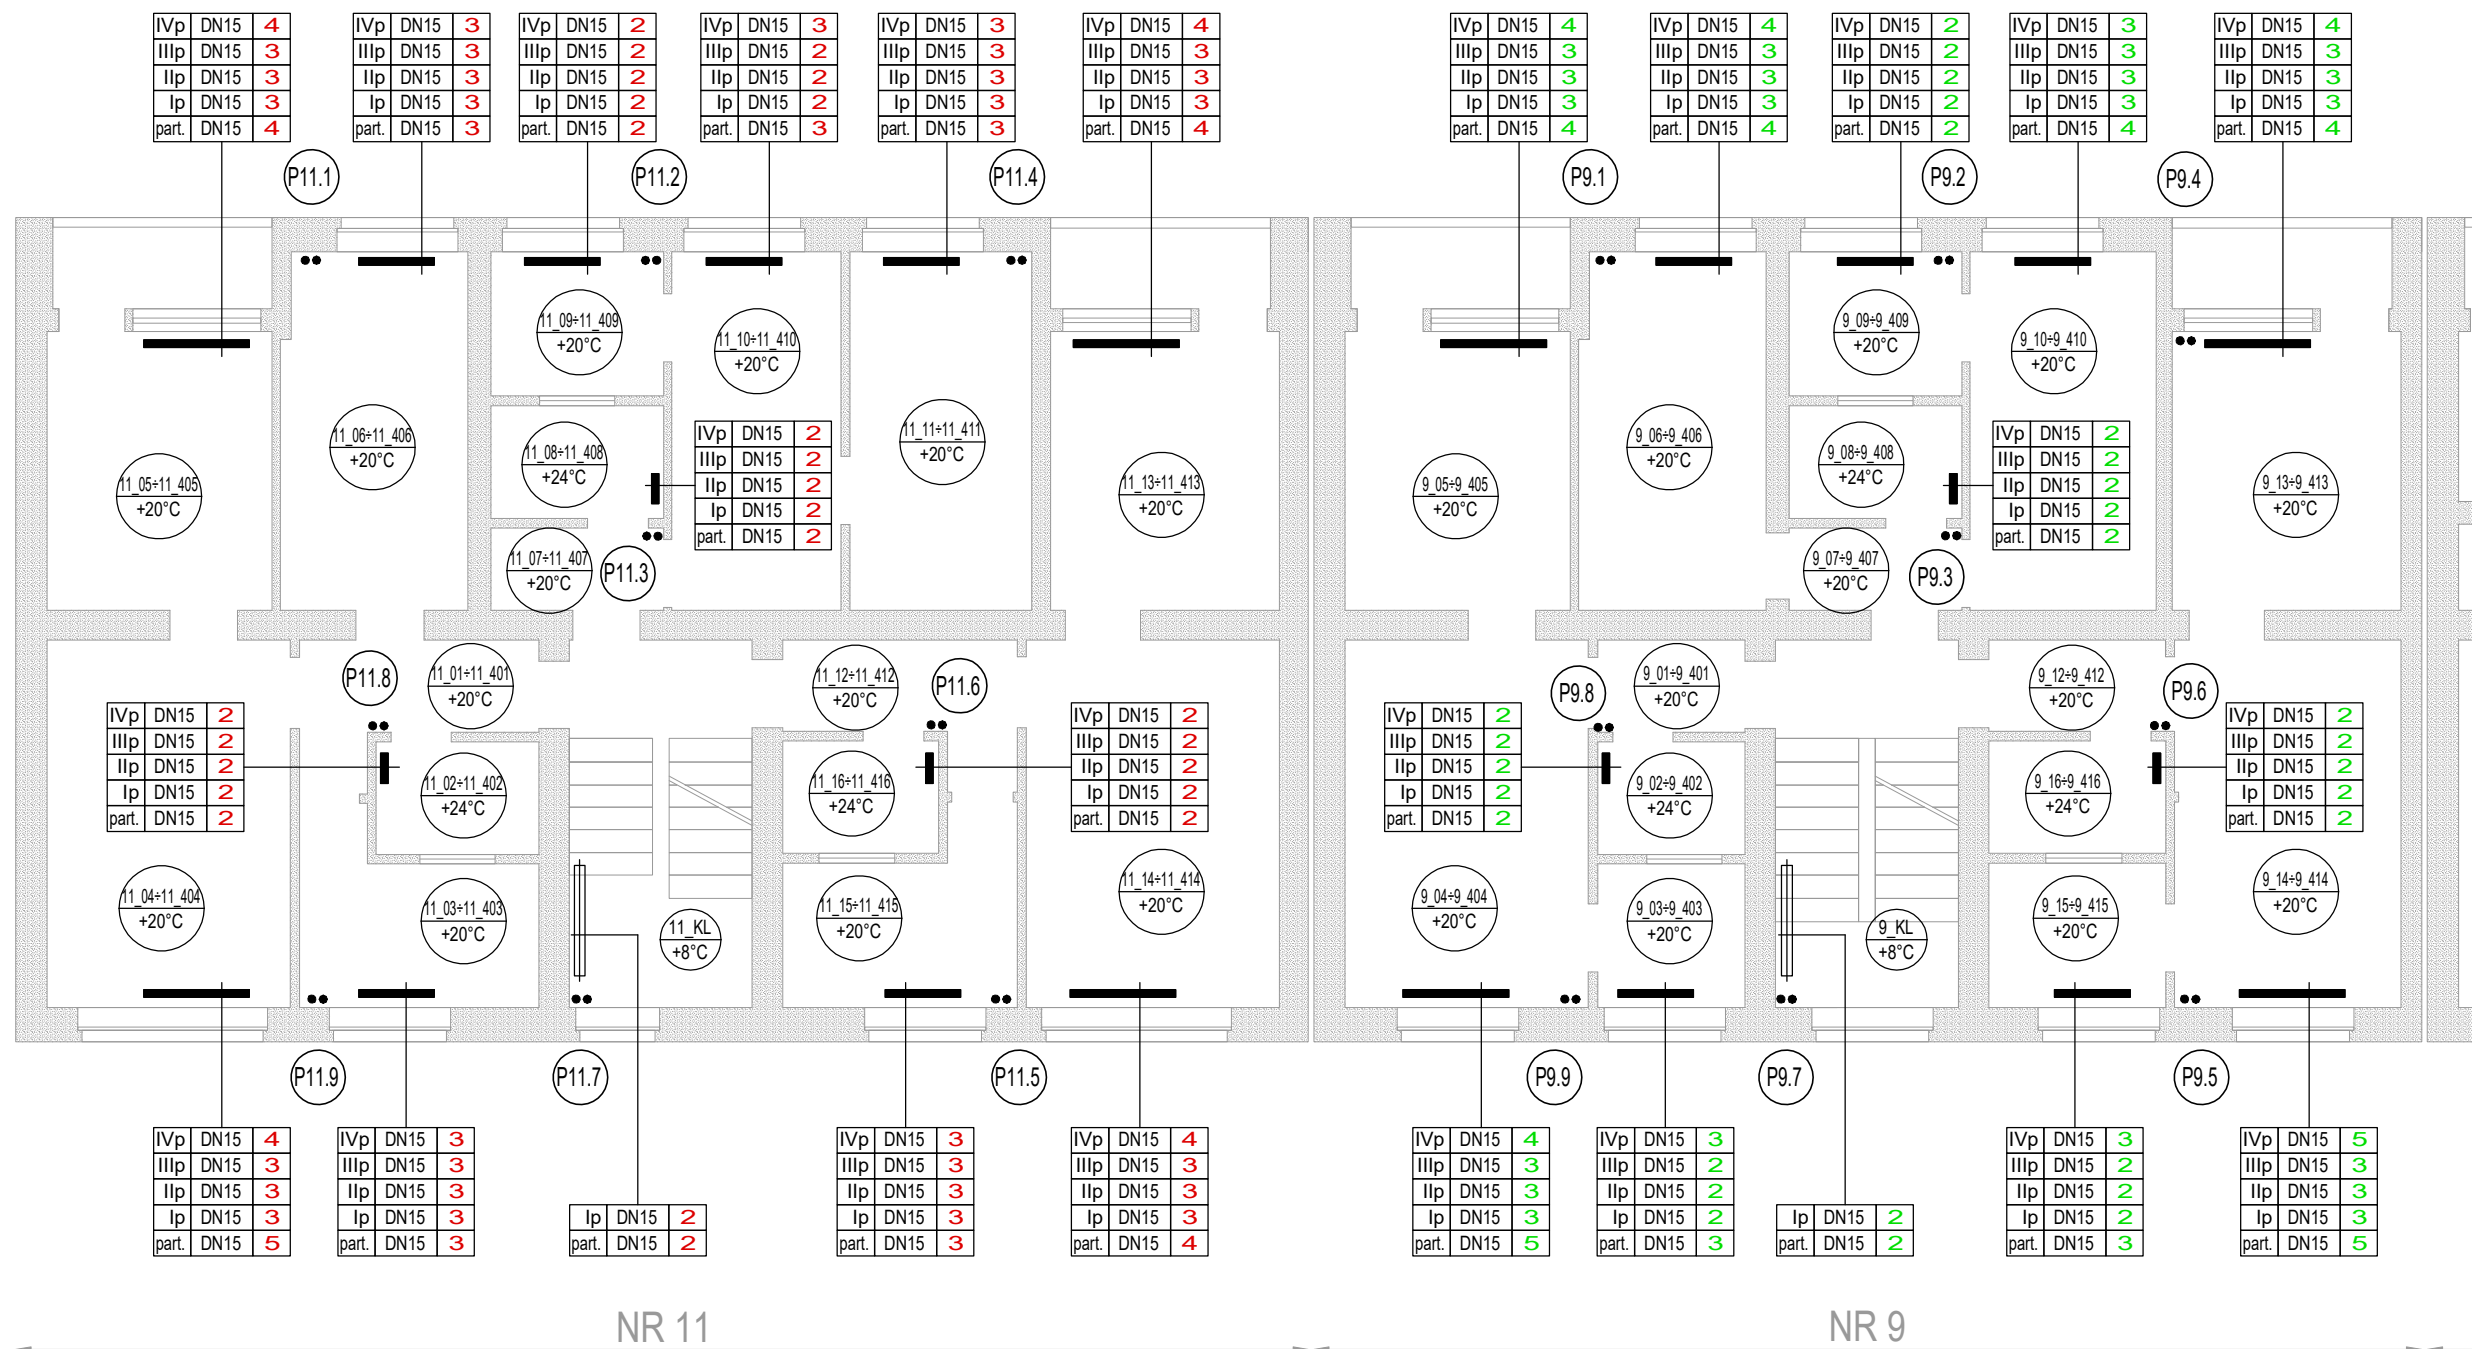 IVp DN15 4
IIIp DN15 3
IIp DN15 3
Ip DN15 3
part. DN15 4
IVp DN15 3
IIIp DN15 3
IIp DN15 3
Ip DN15 3
part. DN15 3
IVp DN15 2
IIIp DN15 2
IIp DN15 2
Ip DN15 2
part. DN15 2
IVp DN15 3
IIIp DN15 2
IIp DN15 2
Ip DN15 2
part. DN15 3
IVp DN15 3
IIIp DN15 3
IIp DN15 3
Ip DN15 3
part. DN15 3
IVp DN15 4
IIIp DN15 3
IIp DN15 3
Ip DN15 3
part. DN15 4
IVp DN15 4
IIIp DN15 3
IIp DN15 3
Ip DN15 3
part. DN15 4
IVp DN15 4
IIIp DN15 3
IIp DN15 3
Ip DN15 3
part. DN15 4
IVp DN15 2
IIIp DN15 2
IIp DN15 2
Ip DN15 2
part. DN15 2
IVp DN15 3
IIIp DN15 3
IIp DN15 3
Ip DN15 3
part. DN15 4
IVp DN15 4
IIIp DN15 3
IIp DN15 3
Ip DN15 3
part. DN15 4
P11.1
P11.2
P11.4
P9.1
P9.2
P9.4
11_09÷11_409
+20°C
11_10÷11_410
+20°C
9_09÷9_409
+20°C
9_10÷9_410
+20°C
11_06÷11_406
+20°C
11_08÷11_408
+24°C
IVp DN15 2
IIIp DN15 2
IIp DN15 2
Ip DN15 2
part. DN15 2
11_11÷11_411
+20°C
11_05÷11_405
+20°C
11_13÷11_413
+20°C
11_07÷11_407
+20°C
P11.3
9_06÷9_406
+20°C
9_08÷9_408
+24°C
IVp DN15 2
IIIp DN15 2
IIp DN15 2
Ip DN15 2
part. DN15 2
9_05÷9_405
+20°C
9_13÷9_413
+20°C
9_07÷9_407
+20°C
P9.3
P11.8
11_01÷11_401
+20°C
11_12÷11_412
+20°C
P11.6
P9.8
9_01÷9_401
+20°C
9_12÷9_412
+20°C
P9.6
IVp DN15 2
IIIp DN15 2
IIp DN15 2
Ip DN15 2
part. DN15 2
11_02÷11_402
+24°C
11_16÷11_416
+24°C
IVp DN15 2
IIIp DN15 2
IIp DN15 2
Ip DN15 2
part. DN15 2
IVp DN15 2
IIIp DN15 2
IIp DN15 2
Ip DN15 2
part. DN15 2
9_02÷9_402
+24°C
9_16÷9_416
+24°C
IVp DN15 2
IIIp DN15 2
IIp DN15 2
Ip DN15 2
part. DN15 2
11_04÷11_404
+20°C
11_03÷11_403
+20°C
11_KL
+8°C
11_15÷11_415
+20°C
11_14÷11_414
+20°C
9_04÷9_404
+20°C
9_03÷9_403
+20°C
9_KL
+8°C
9_15÷9_415
+20°C
9_14÷9_414
+20°C
P11.9
P11.7
P11.5
P9.9
P9.7
P9.5
IVp DN15 4
IIIp DN15 3
IIp DN15 3
Ip DN15 3
part. DN15 5
IVp DN15 3
IIIp DN15 3
IIp DN15 3
Ip DN15 3
part. DN15 3
Ip DN15 2
part. DN15 2
IVp DN15 3
IIIp DN15 3
IIp DN15 3
Ip DN15 3
part. DN15 3
IVp DN15 4
IIIp DN15 3
IIp DN15 3
Ip DN15 3
part. DN15 4
IVp DN15 4
IIIp DN15 3
IIp DN15 3
Ip DN15 3
part. DN15 5
IVp DN15 3
IIIp DN15 2
IIp DN15 2
Ip DN15 2
part. DN15 3
Ip DN15 2
part. DN15 2
IVp DN15 3
IIIp DN15 2
IIp DN15 2
Ip DN15 2
part. DN15 3
IVp DN15 5
IIIp DN15 3
IIp DN15 3
Ip DN15 3
part. DN15 5
NR 11
NR 9